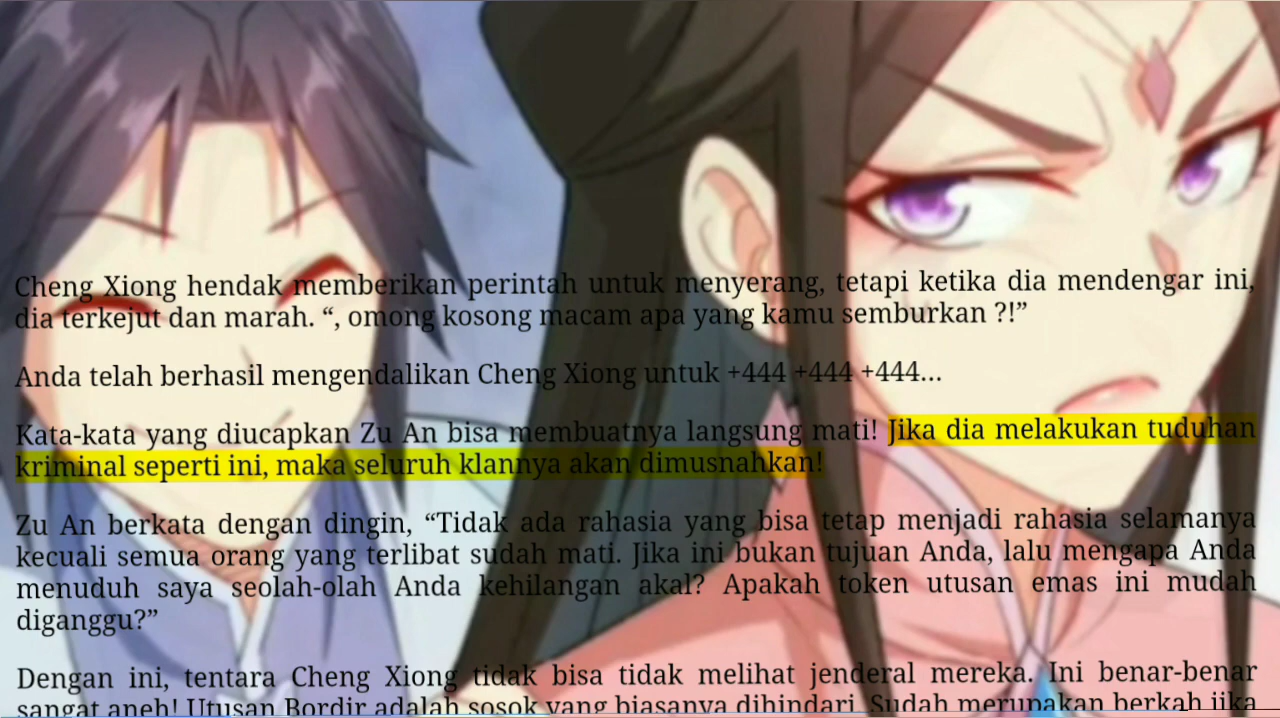 Cheng Xiong hendak memberikan perintah untuk menyerang, tetapi ketika dia mendengar ini,
dia terkejut dan marah. “, omong kosong macam apa yang kamu semburkan ?!”
Anda telah berhasil mengendalikan Cheng Xiong untuk +444 +444 +444...
Kata-kata yang diucapkan Zu An bisa membuatnya langsung mati! Jika dia melakukan tuduhan
kriminal seperti ini, maka seluruh klannya akan dimusnahkan!
Zu An berkata dengan dingin, “Tidak ada rahasia yang bisa tetap menjadi rahasia selamanya
kecuali semua orang yang terlibat sudah mati. Jika ini bukan tujuan Anda, lalu mengapa Anda
menuduh saya seolah-olah Anda kehilangan akal? Apakah token utusan emas ini mudah
diganggu?”
Dengan ini, tentara Cheng Xiong tidak bisa tidak melihat jenderal mereka. Ini benar-benar
sangat aneh! Utusan Bordir adalah sosok yang biasanya dihindari. Sudah merupakan berkah jika